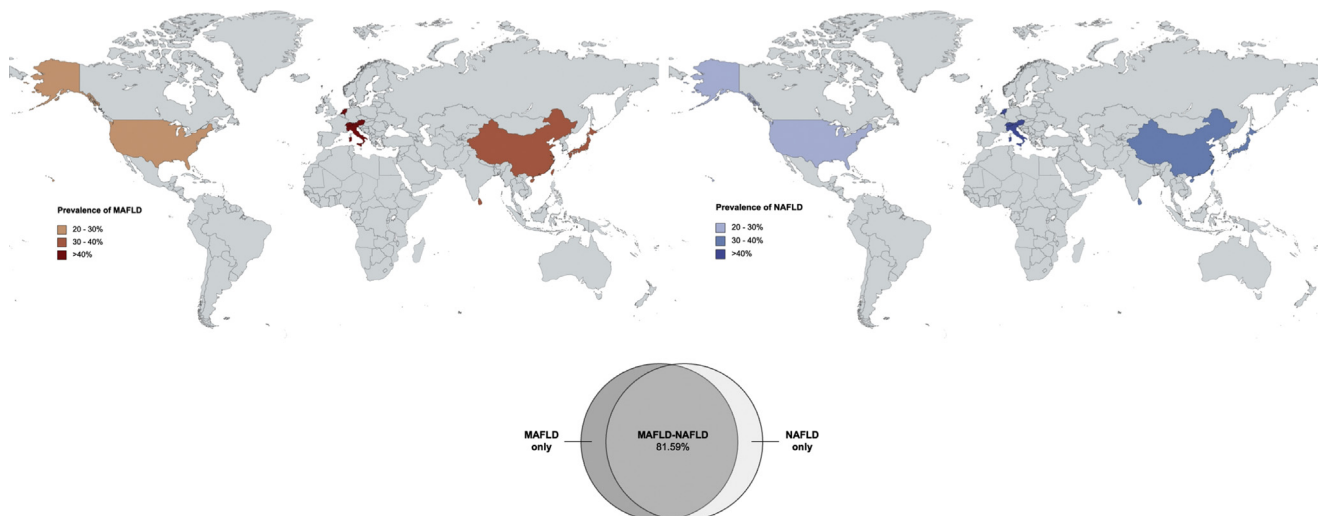 Prevalence of MAFLD
20 - 30%
30 - 40%
>40%
Prevalence of NAFLD
20 - 30%
30 - 40%
>40%
MAFLD
only
MAFLD-NAFLD
81.59%
NAFLD
only